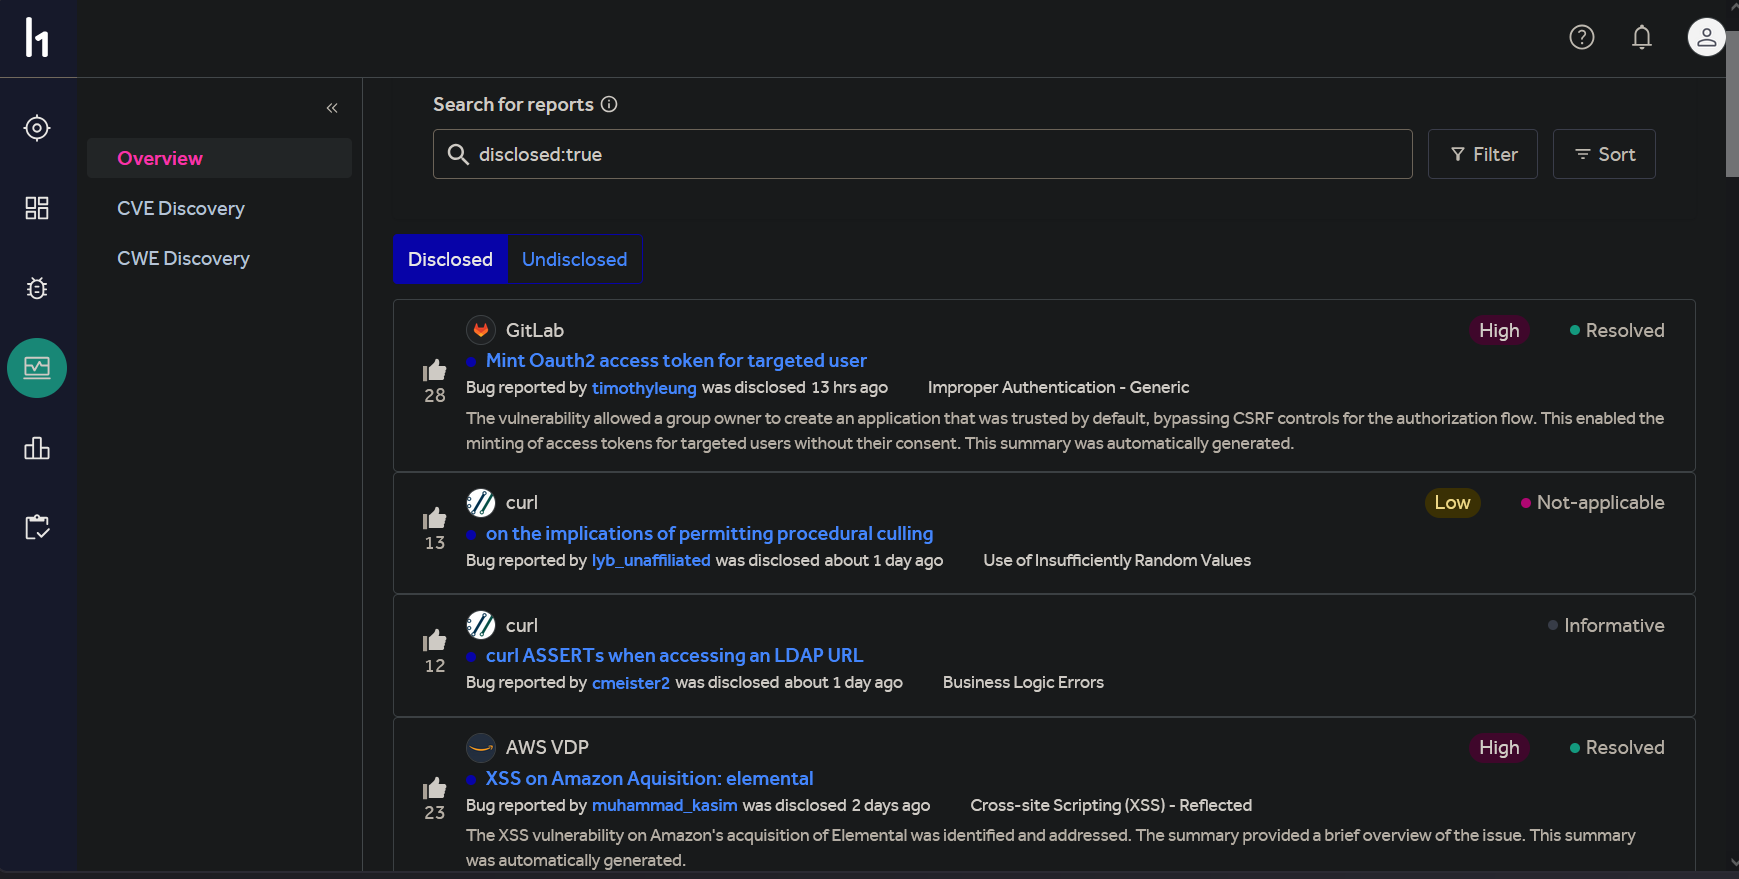 h1
Search for reports
disclosed:true
Filter
Sort
«
Overview
CVE Discovery
CWE Discovery
Disclosed
Undisclosed
GitLab
High
Resolved
Mint Oauth2 access token for targeted user
28
Bug reported by timothyleung was disclosed 13 hrs ago Improper Authentication - Generic
The vulnerability allowed a group owner to create an application that was trusted by default, bypassing CSRF controls for the authorization flow. This enabled the
minting of access tokens for targeted users without their consent. This summary was automatically generated.
curl
Low
Not-applicable
on the implications of permitting procedural culling
13
Bug reported by lyb_unaffiliated was disclosed about 1 day ago Use of Insufficiently Random Values
curl
Informative
curl ASSERTs when accessing an LDAP URL
12
Bug reported by cmeister2 was disclosed about 1 day ago Business Logic Errors
AWS VDP
High
Resolved
XSS on Amazon Aquisition: elemental
23
Bug reported by muhammad_kasim was disclosed 2 days ago Cross-site Scripting (XSS) - Reflected
The XSS vulnerability on Amazon's acquisition of Elemental was identified and addressed. The summary provided a brief overview of the issue. This summary
was automatically generated.